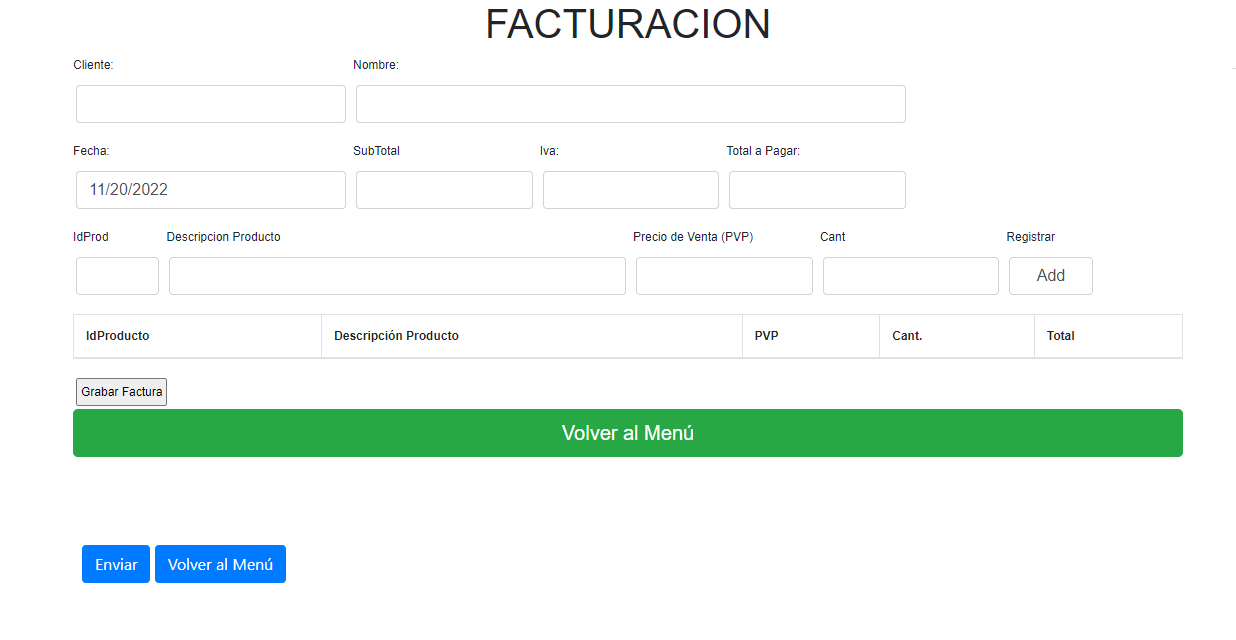 FACTURACION
Cliente: Nombre:
Fecha: SubTotal Iva: Total a Pagar:
11/20/2022
IdProd Descripcion Producto Precio de Venta (PVP) Cant Registrar
Add
IdProducto Descripción Producto PVP Cant. Total
Grabar Factura
Volver al Menú
Enviar Volver al Menú